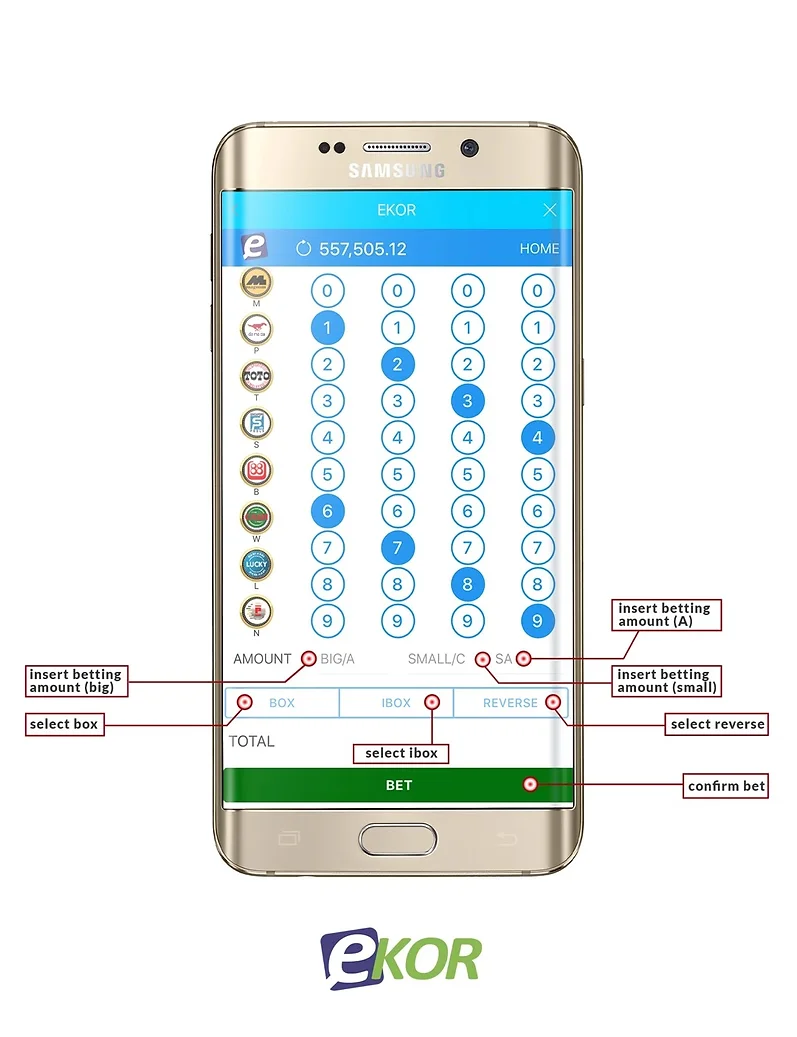 SAMSUNG
EKOR
e 557,505.12 HOME
M
P
TOTO
T
S
S
88
B
W
LUCKY
L
N
0 0 0 0
1 1 1 1
2 2 2 2
3 3 3 3
4 4 4 4
5 5 5 5
6 6 6 6
7 7 7 7
8 8 8 8
9 9 9 9
insert betting
amount (A)
AMOUNT BIG/A SMALL/C SA
insert betting
amount (big)
insert betting
amount (small)
BOX IBOX REVERSE
select box
select reverse
TOTAL
select ibox
BET
confirm bet
eKOR